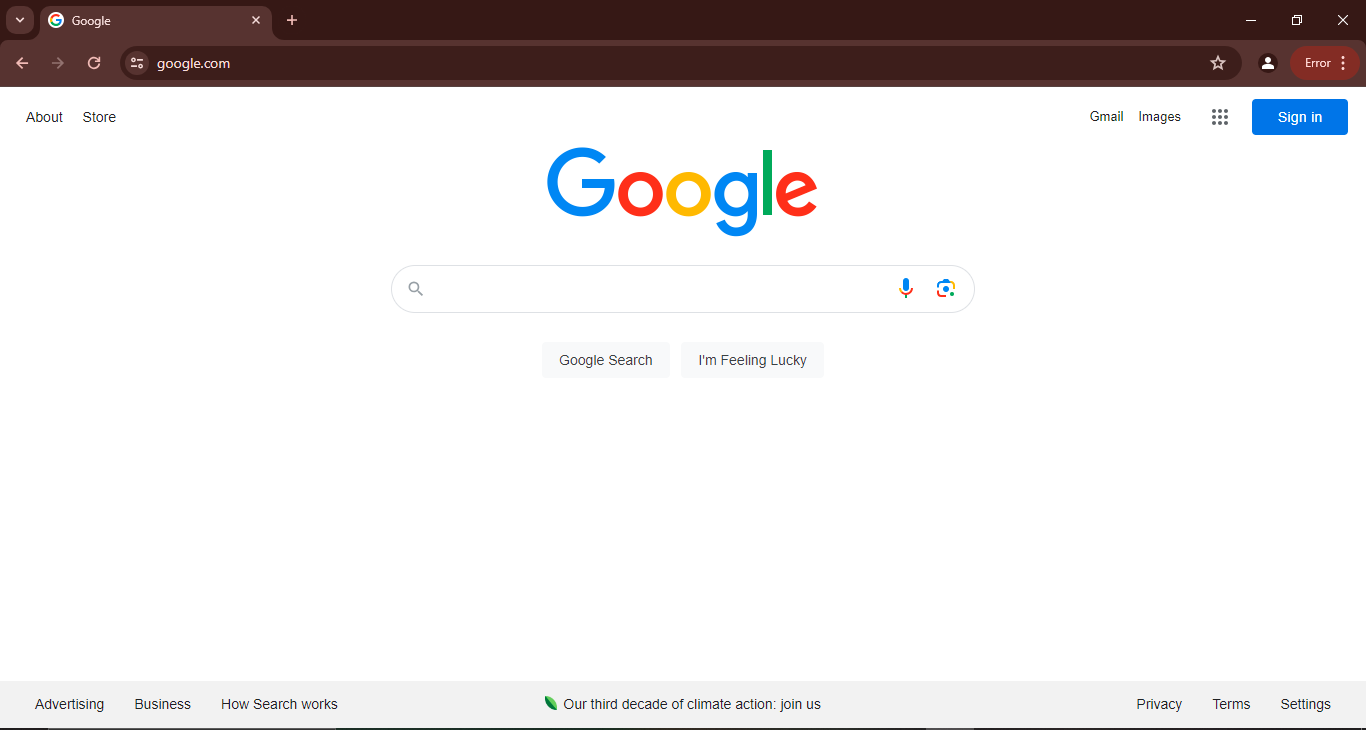 Google
google.com
Error
About Store
Gmail Images Sign in
Google
Google Search I'm Feeling Lucky
Advertising Business How Search works Our third decade of climate action: join us Privacy Terms Settings